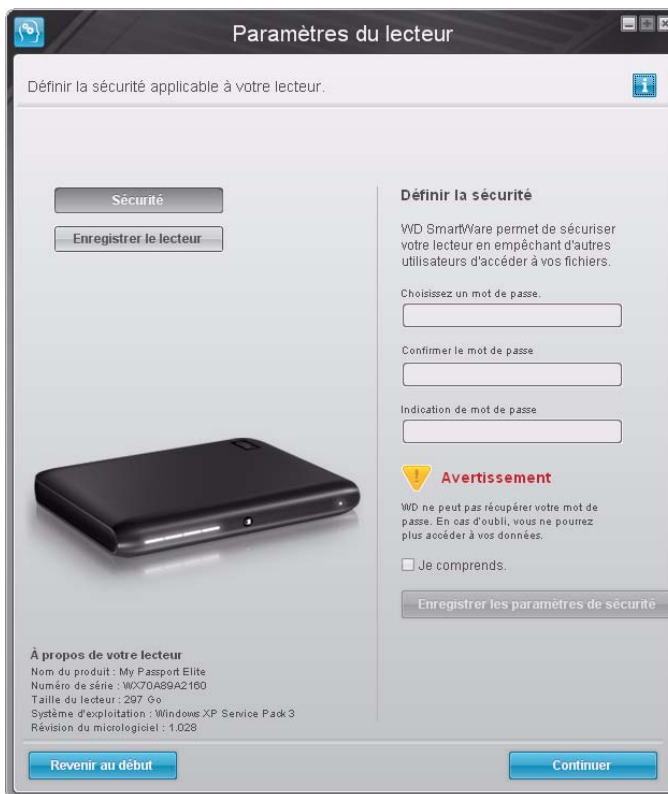 Paramètres du lecteur
Définir la sécurité applicable à votre lecteur.
Sécurité
Enregistrer le lecteur
Définir la sécurité
WD SmartWare permet de sécuriser
votre lecteur en empêchant d'autres
utilisateurs d'accéder à vos fichiers.
Choisissez un mot de passe.
Confirmer le mot de passe
Indication de mot de passe
Avertissement
WD ne peut pas récupérer votre mot de
passe. En cas d'oubli, vous ne pourrez
plus accéder à vos données.
Je comprends.
Enregistrer les paramètres de sécurité
À propos de votre lecteur
Nom du produit : My Passport Elite
Numéro de série : WX70A89A2160
Taille du lecteur : 297 Go
Système d'exploitation : Windows XP Service Pack 3
Révision du micrologiciel : 1.028
Revenir au début
Continuer